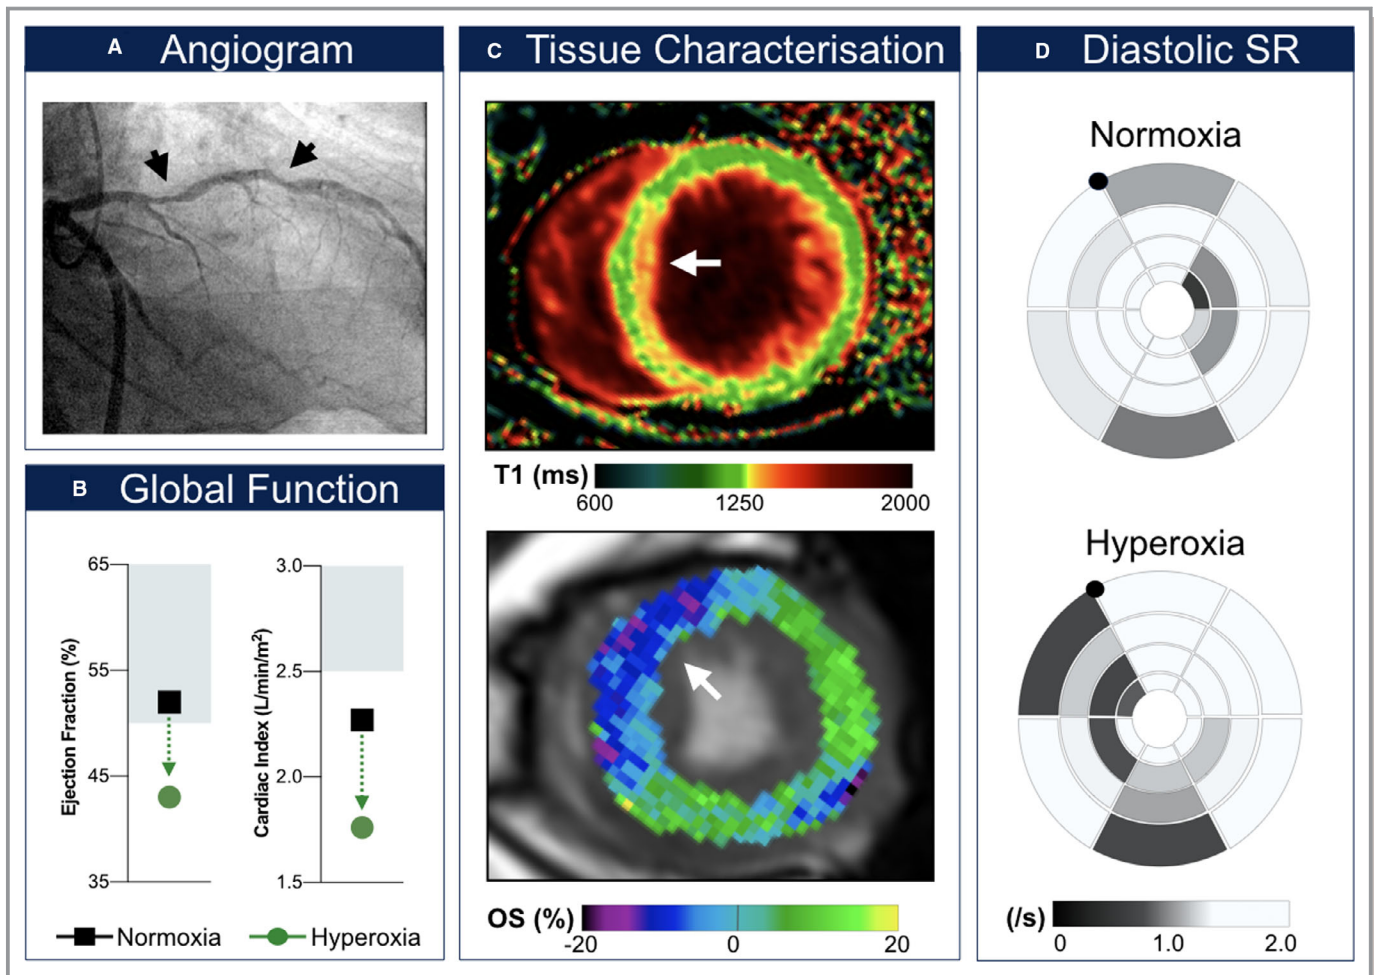 A Angiogram
B Global Function
65
55
45
35
Ejection Fraction (%)
3.0
2.5
2.0
1.5
Cardiac Index (L/min/m²)
Normoxia
Hyperoxia
C Tissue Characterisation
T1 (ms)
600
1250
2000
OS (%)
-20
0
20
D Diastolic SR
Normoxia
Hyperoxia
(/s)
0
1.0
2.0